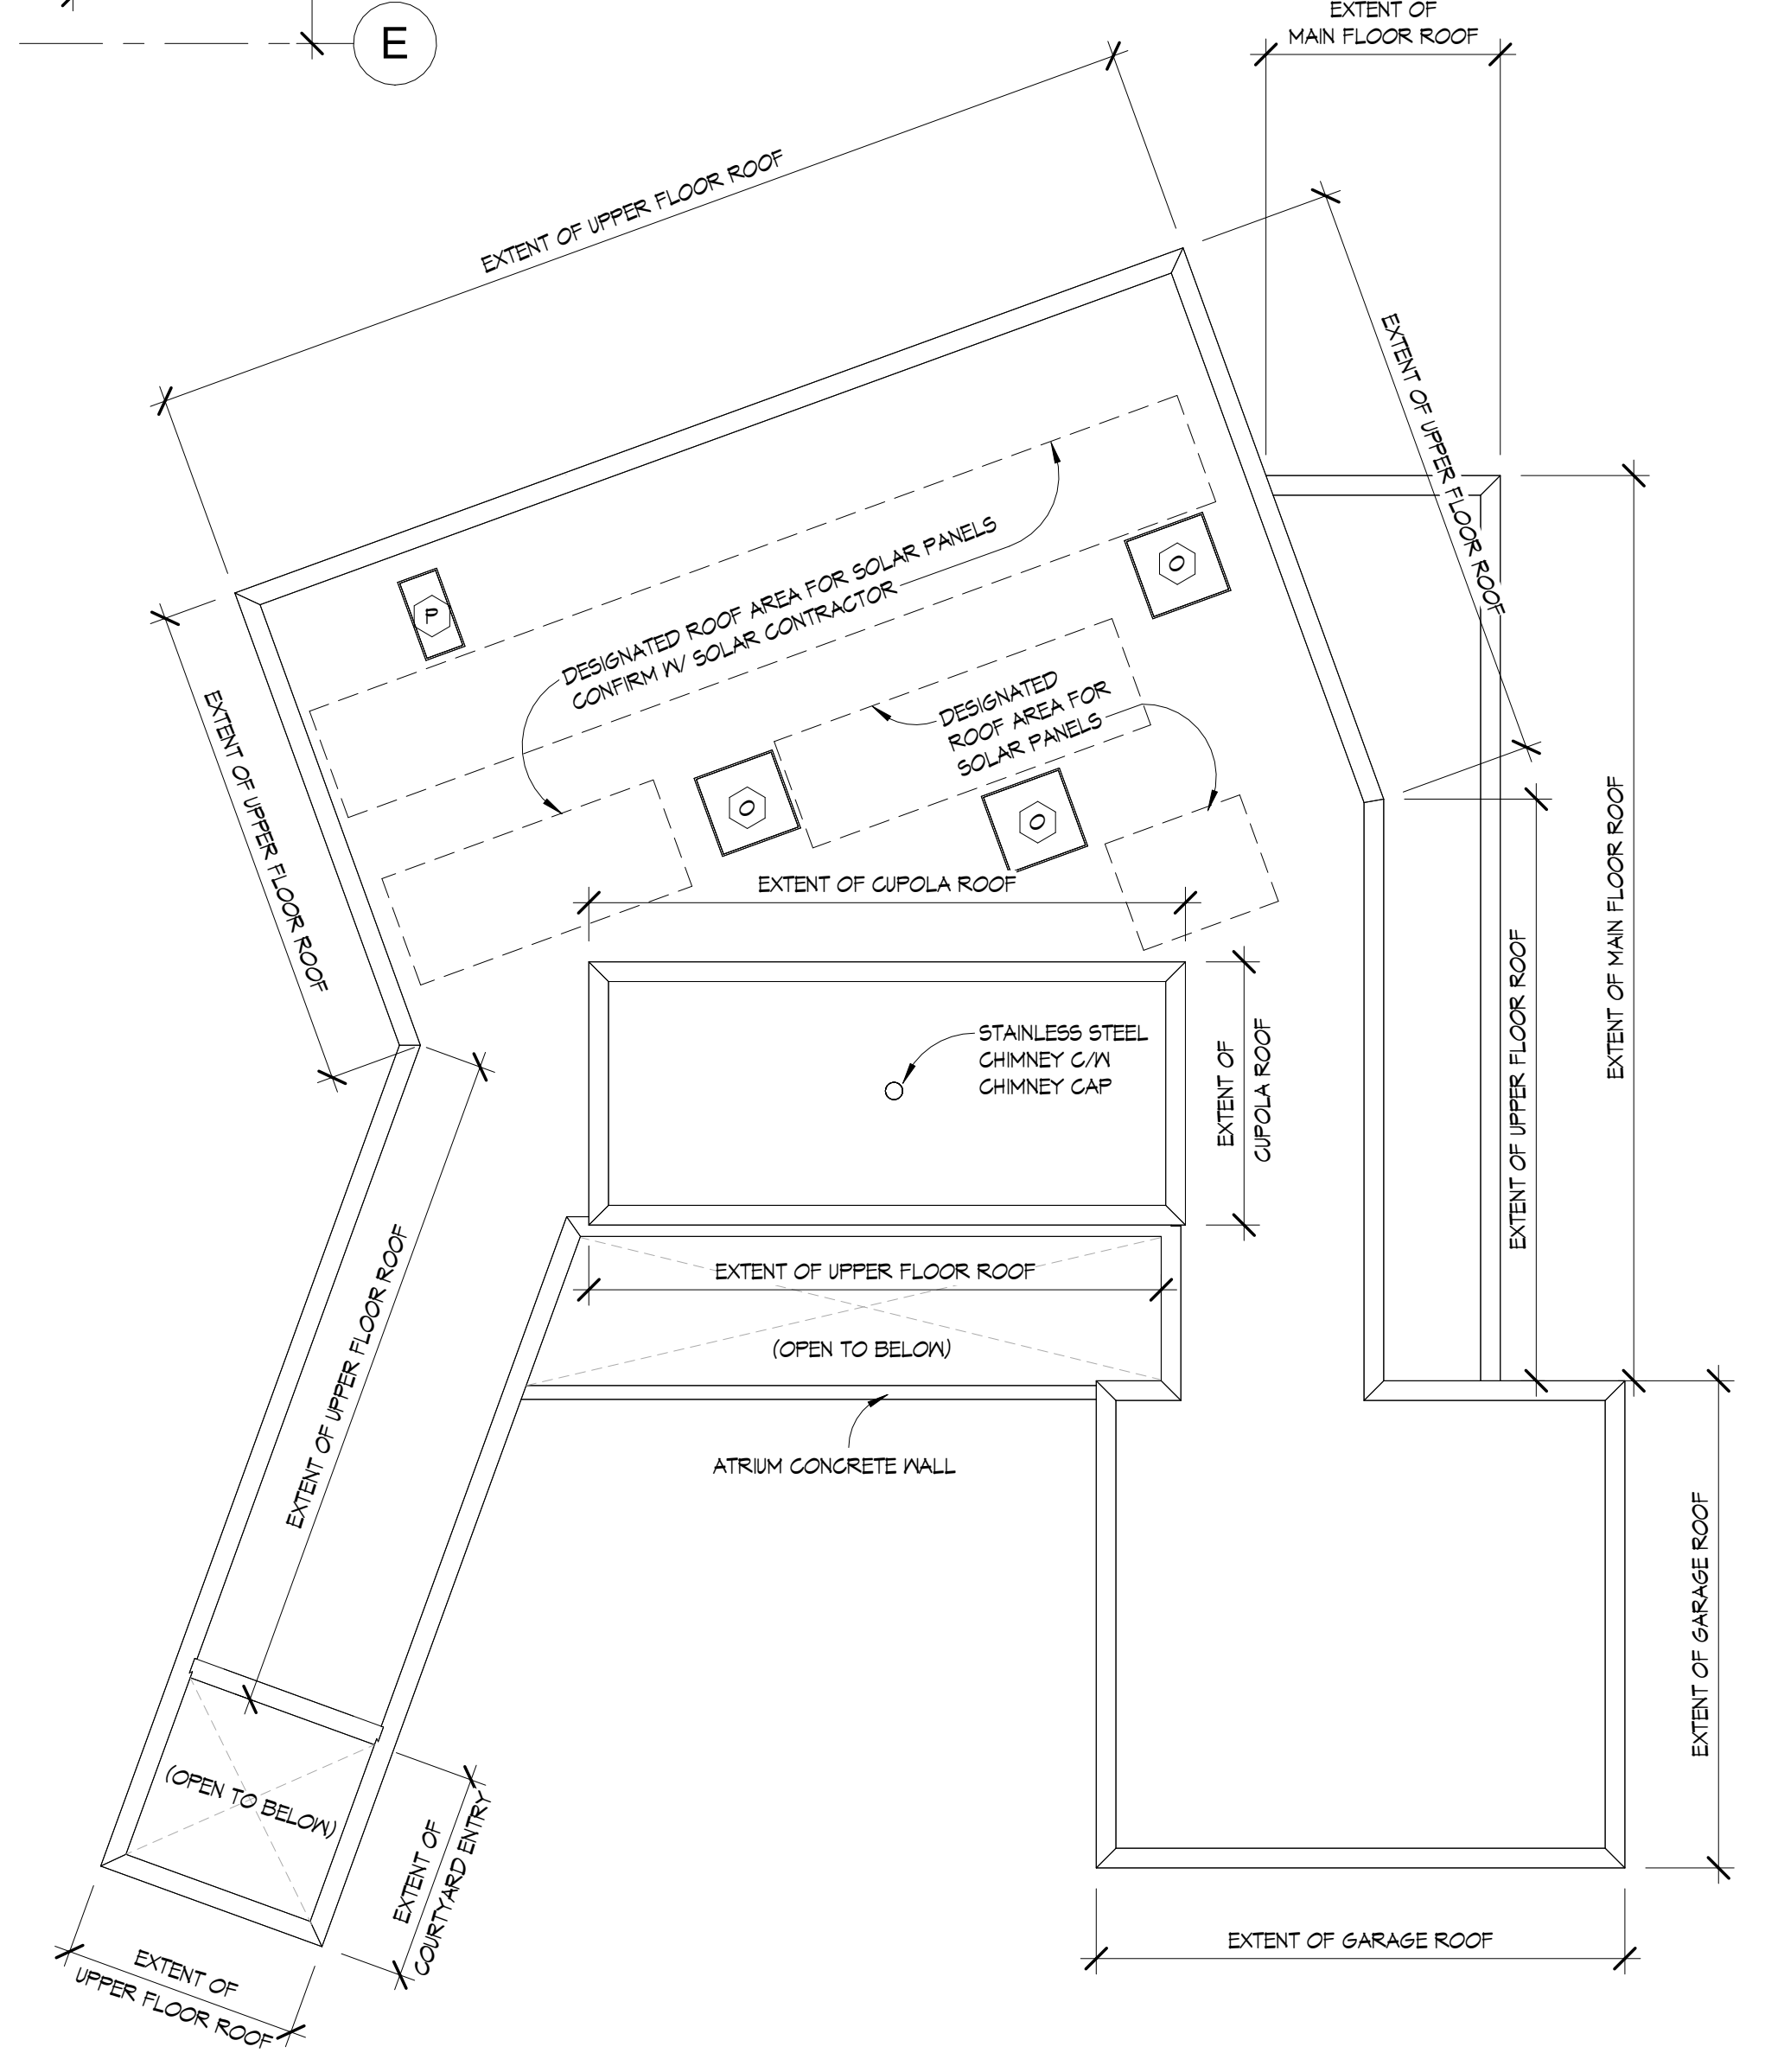 EXTENT OF
MAIN FLOOR ROOF
E
EXTENT OF UPPER FLOOR ROOF
EXTENT OF UPPER FLOOR ROOF
DESIGNATED ROOF AREA FOR SOLAR PANELS
CONFIRM W/ SOLAR CONTRACTOR
O
P
DESIGNATED
ROOF AREA FOR
SOLAR PANELS
O
O
EXTENT OF UPPER FLOOR ROOF
EXTENT OF CUPOLA ROOF
EXTENT OF MAIN FLOOR ROOF
EXTENT OF UPPER FLOOR ROOF
STAINLESS STEEL
CHIMNEY C/W
CHIMNEY CAP
EXTENT OF
CUPOLA ROOF
EXTENT OF UPPER FLOOR ROOF
EXTENT OF UPPER FLOOR ROOF
(OPEN TO BELOW)
ATRIUM CONCRETE WALL
EXTENT OF GARAGE ROOF
(OPEN TO BELOW)
EXTENT OF
COURTYARD ENTRY
EXTENT OF GARAGE ROOF
EXTENT OF
UPPER FLOOR ROOF